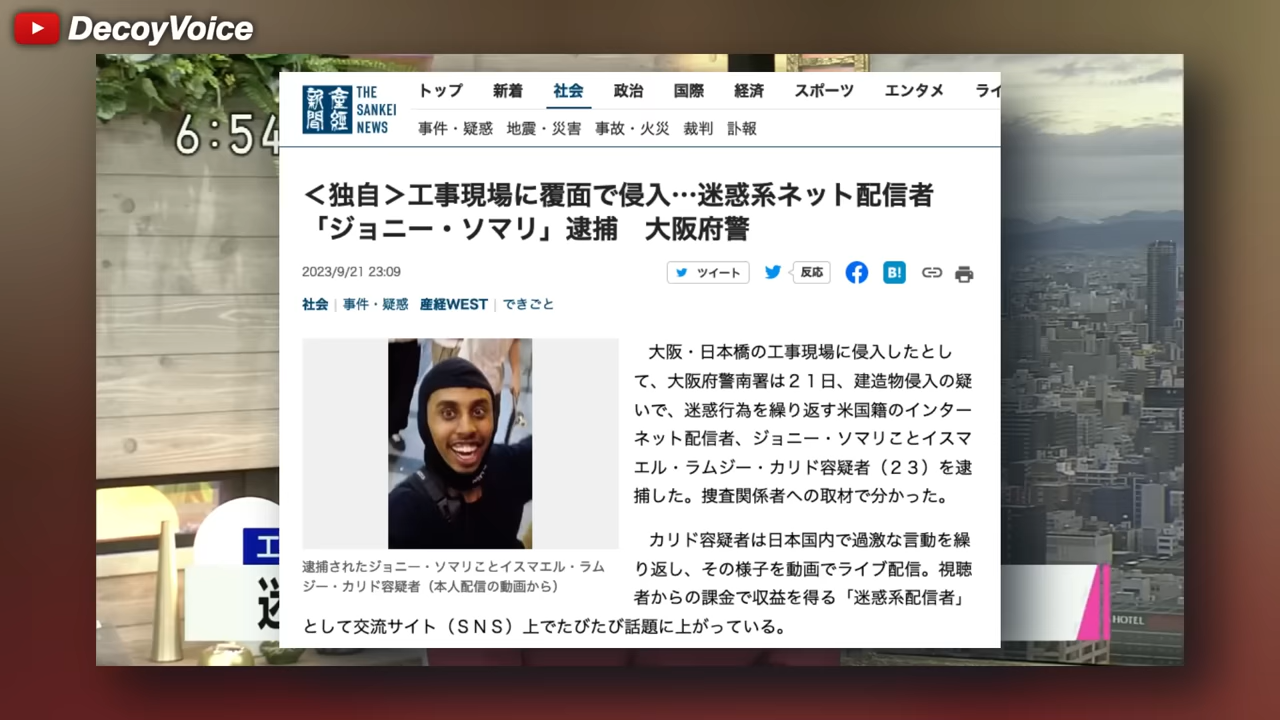 DecoyVoice
6:54
産經新聞
THE SANKEI NEWS
トップ 新着 社会 政治 国際 経済 スポーツ エンタメ ライ
事件・疑惑 地震・災害 事故・火災 裁判 訃報
＜独自＞工事現場に覆面で侵入…迷惑系ネット配信者
「ジョニー・ソマリ」逮捕　大阪府警
2023/9/21 23:09
ツイート 反応 B!
社会 | 事件・疑惑 産経WEST | できごと
大阪・日本橋の工事現場に侵入したとし
て、大阪府警南署は２１日、建造物侵入の疑
いで、迷惑行為を繰り返す米国籍のインター
ネット配信者、ジョニー・ソマリことイスマ
エル・ラムジー・カリド容疑者（２３）を逮
捕した。捜査関係者への取材で分かった。
カリド容疑者は日本国内で過激な言動を繰
り返し、その様子を動画でライブ配信。視聴
者からの課金で収益を得る「迷惑系配信者」
として交流サイト（ＳＮＳ）上でたびたび話題に上がっている。
逮捕されたジョニー・ソマリことイスマエル・ラム
ジー・カリド容疑者（本人配信の動画から）
工
迷
HOTEL